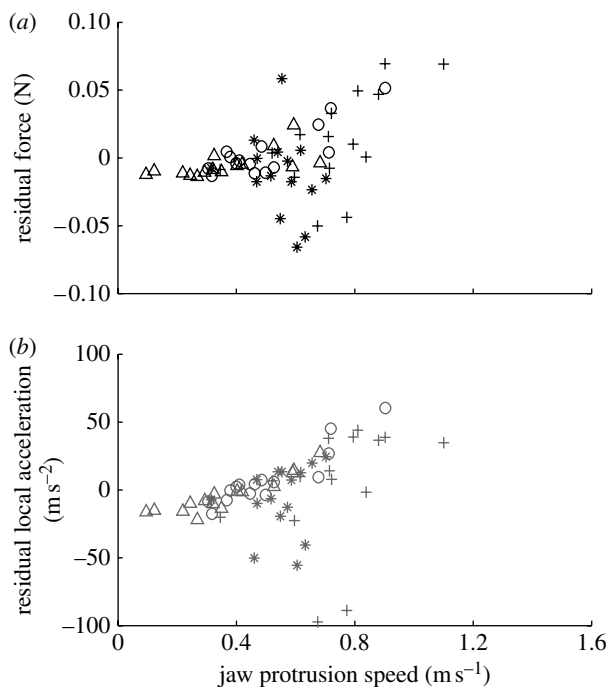 (a)
residual force (N)
0.10
0.05
0
−0.05
−0.10
(b)
residual local acceleration
(m s−2)
100
50
0
−50
−100
0 0.4 0.8 1.2 1.6
jaw protrusion speed (m s−1)